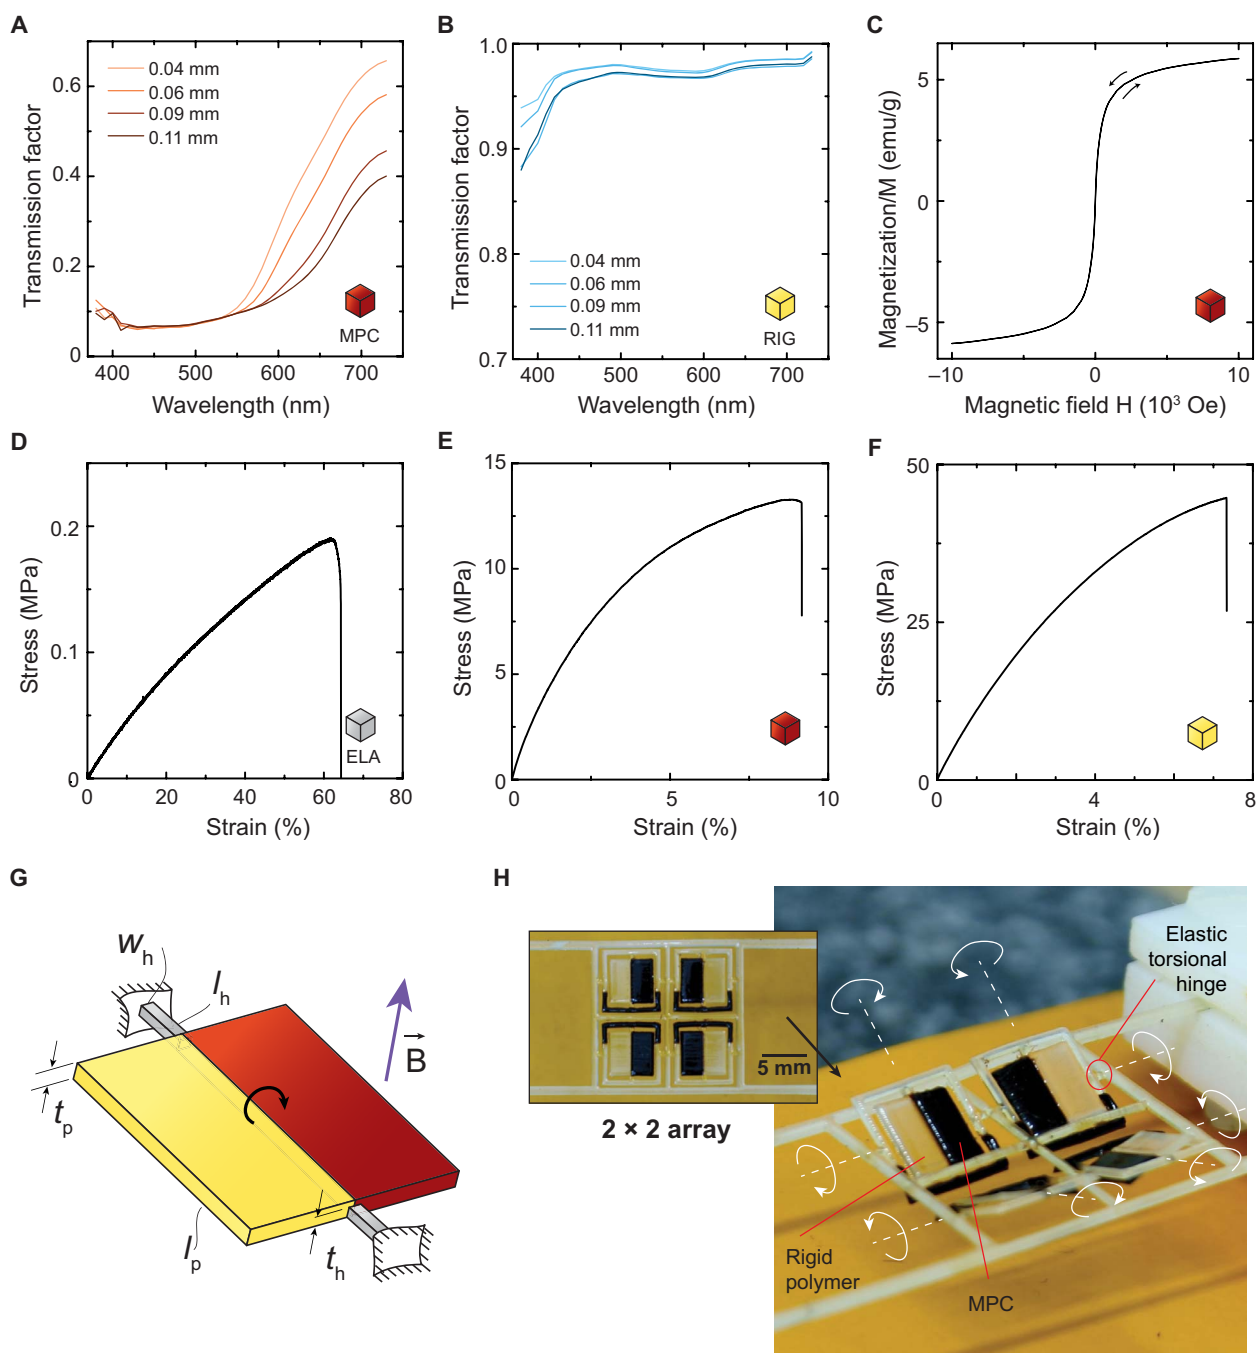 A
Transmission factor
0.6
0.4
0.2
0
0.04 mm
0.06 mm
0.09 mm
0.11 mm
MPC
400
500
600
700
Wavelength (nm)
B
Transmission factor
1.0
0.9
0.8
0.7
0.04 mm
0.06 mm
0.09 mm
0.11 mm
RIG
400
500
600
700
Wavelength (nm)
C
Magnetization/M (emu/g)
5
0
–5
–10
0
10
Magnetic field H (10³ Oe)
D
Stress (MPa)
0.2
0.1
0
ELA
0
20
40
60
80
Strain (%)
E
Stress (MPa)
15
10
5
0
0
5
10
Strain (%)
F
Stress (MPa)
50
25
0
0
4
8
Strain (%)
G
wh
lh
B
tp
lp
th
H
5 mm
2 × 2 array
Elastic
torsional
hinge
Rigid
polymer
MPC